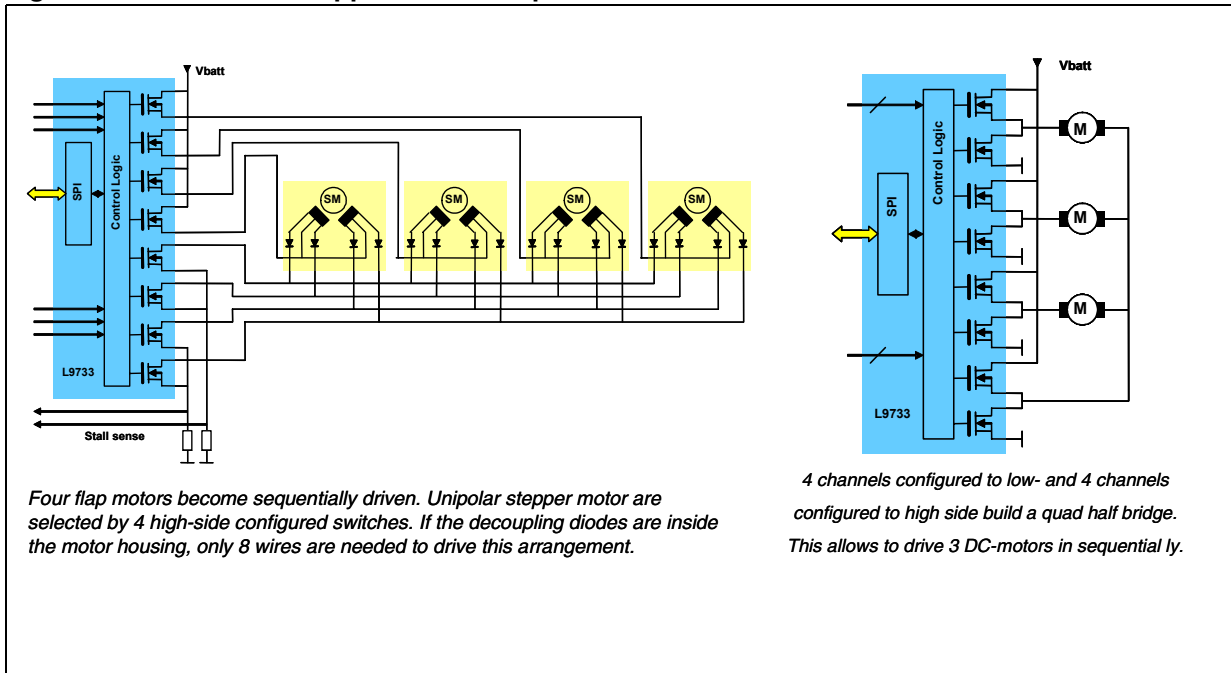 Vbatt
SPI
Control Logic
L9733
Stall sense
SM
SM
SM
SM
Four flap motors become sequentially driven. Unipolar stepper motor are
selected by 4 high-side configured switches. If the decoupling diodes are inside
the motor housing, only 8 wires are needed to drive this arrangement.
Vbatt
SPI
Control Logic
L9733
M
M
M
4 channels configured to low- and 4 channels
configured to high side build a quad half bridge.
This allows to drive 3 DC-motors in sequential ly.